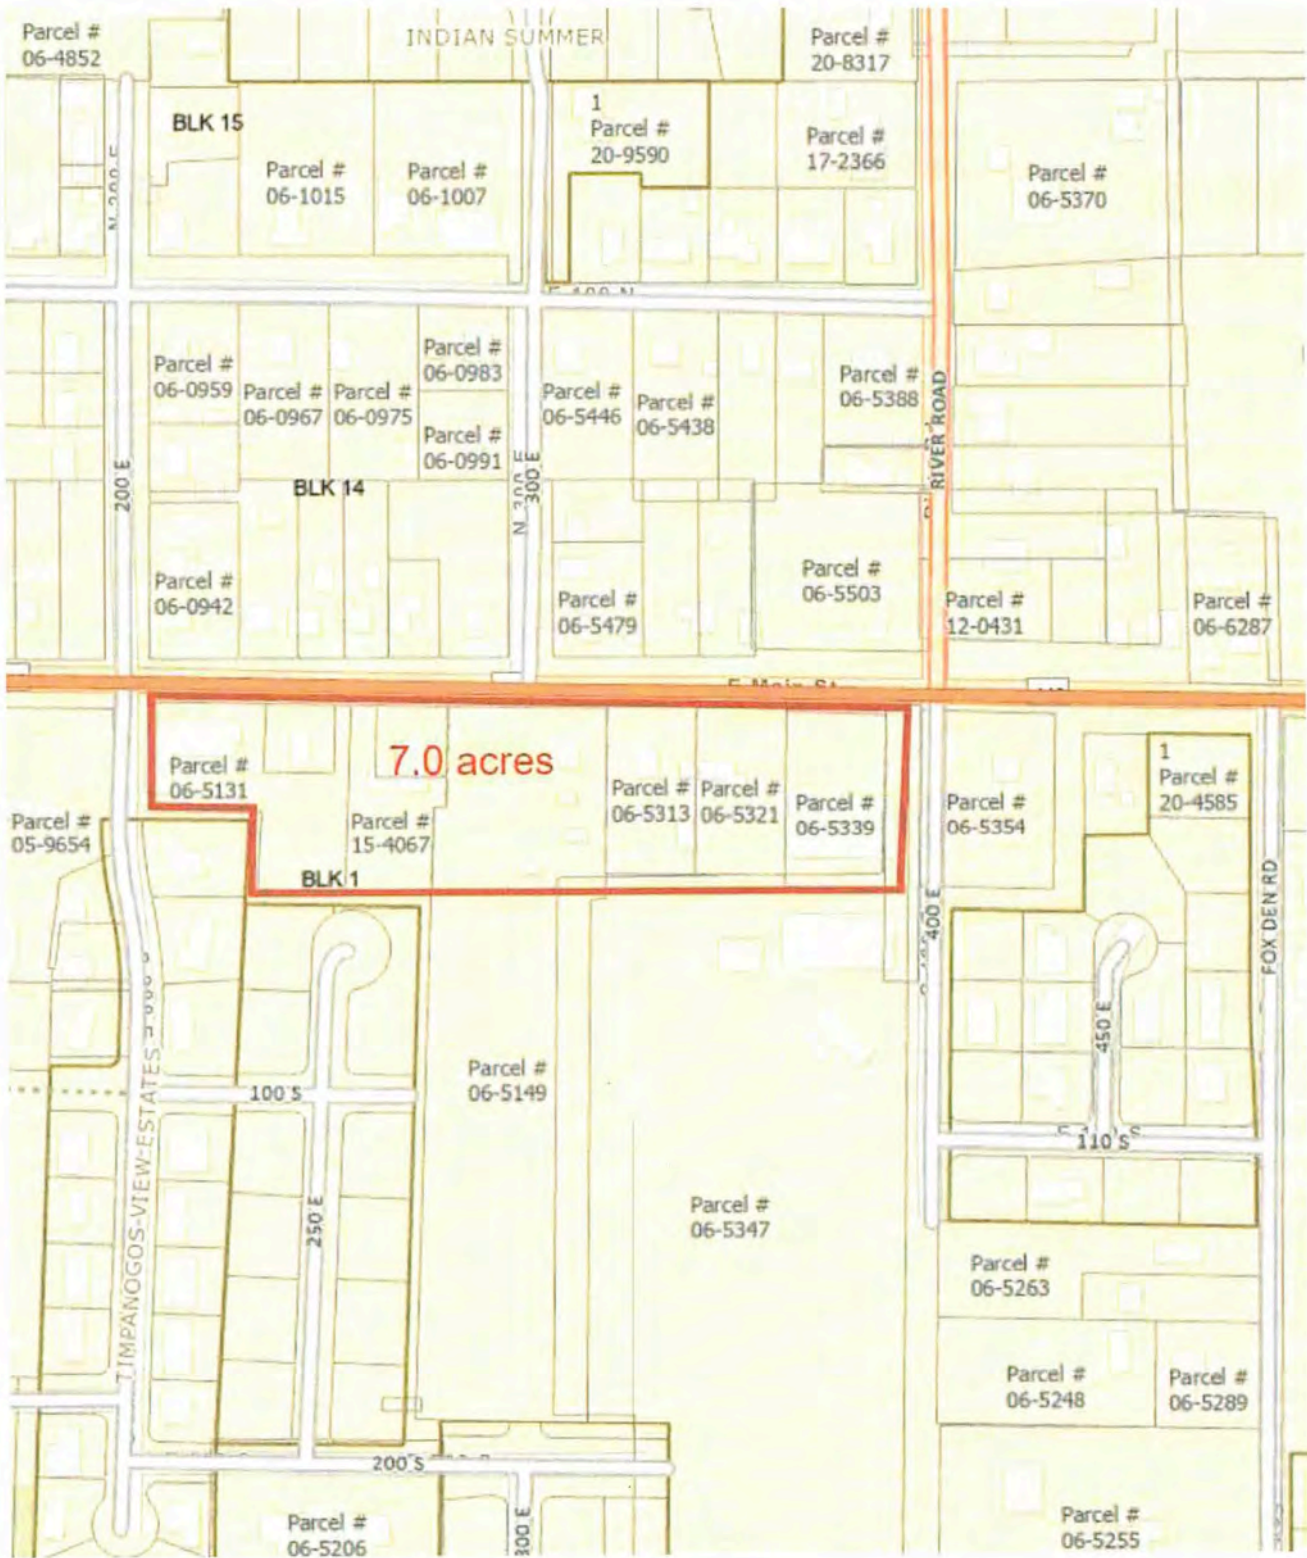 Parcel #
06-4852
INDIAN SUMMER
Parcel #
20-8317
BLK 15
1
Parcel #
20-9590
Parcel #
17-2366
Parcel #
06-1015
Parcel #
06-1007
Parcel #
06-5370
Parcel #
06-0959
Parcel #
06-0967
Parcel #
06-0975
Parcel #
06-0983
Parcel #
06-0991
Parcel #
06-5446
Parcel #
06-5438
Parcel #
06-5388
RIVER ROAD
200 E
BLK 14
300 E
Parcel #
06-0942
Parcel #
06-5479
Parcel #
06-5503
Parcel #
12-0431
Parcel #
06-6287
E Main St
Parcel #
06-5131
7.0 acres
Parcel #
05-9654
Parcel #
15-4067
Parcel #
06-5313
Parcel #
06-5321
Parcel #
06-5339
Parcel #
06-5354
1
Parcel #
20-4585
BLK 1
400 E
FOX DEN RD
450 E
TIMPANOGOS-VIEW-ESTATES
100 S
Parcel #
06-5149
110 S
250 E
Parcel #
06-5347
Parcel #
06-5263
Parcel #
06-5248
Parcel #
06-5289
200 S
Parcel #
06-5206
300 E
Parcel #
06-5255